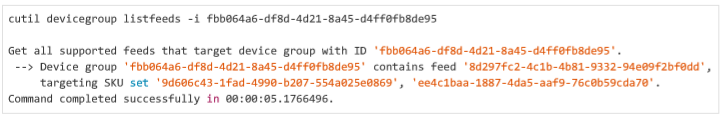 cutil devicegroup listfeeds -i fbb064a6-df8d-4d21-8a45-d4ff0fb8de95
Get all supported feeds that target device group with ID 'fbb064a6-df8d-4d21-8a45-d4ff0fb8de95'.
--> Device group 'fbb064a6-df8d-4d21-8a45-d4ff0fb8de95' contains feed '8d297fc2-4c1b-4b81-9332-94e09f2bf0dd',
targeting SKU set '9d606c43-1fad-4990-b207-554a025e0869', 'ee4c1baa-1887-4da5-aaf9-76c0b59cda70'.
Command completed successfully in 00:00:05.1766496.